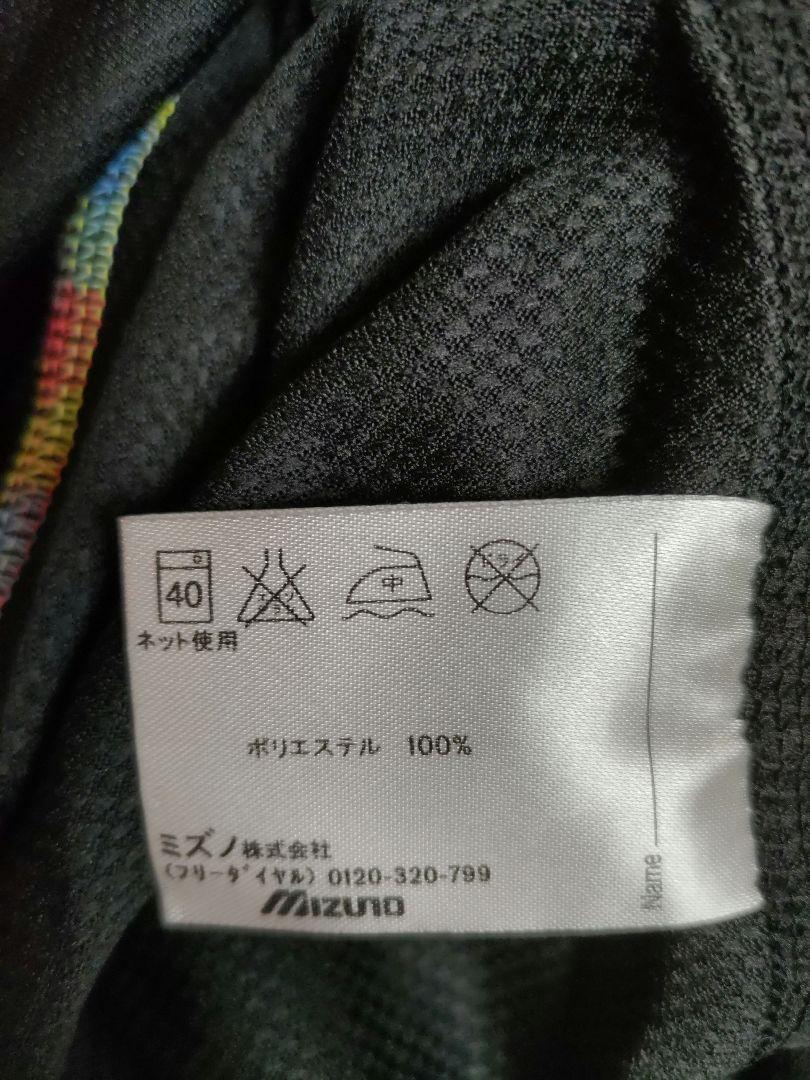 40
中
ネット使用
ポリエステル 100%
ミズノ株式会社
(フリーダイヤル) 0120-320-799
MIZUNO
Name